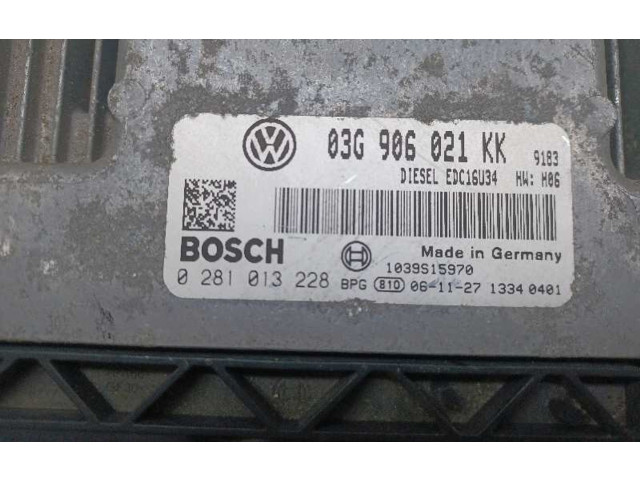 VW 03G 906 021 KK 9183
DIESEL EDC16U34 HW: H06
BOSCH Made in Germany
1039S15970
0 281 013 228 BPG 810 06-11-27 1334 0401